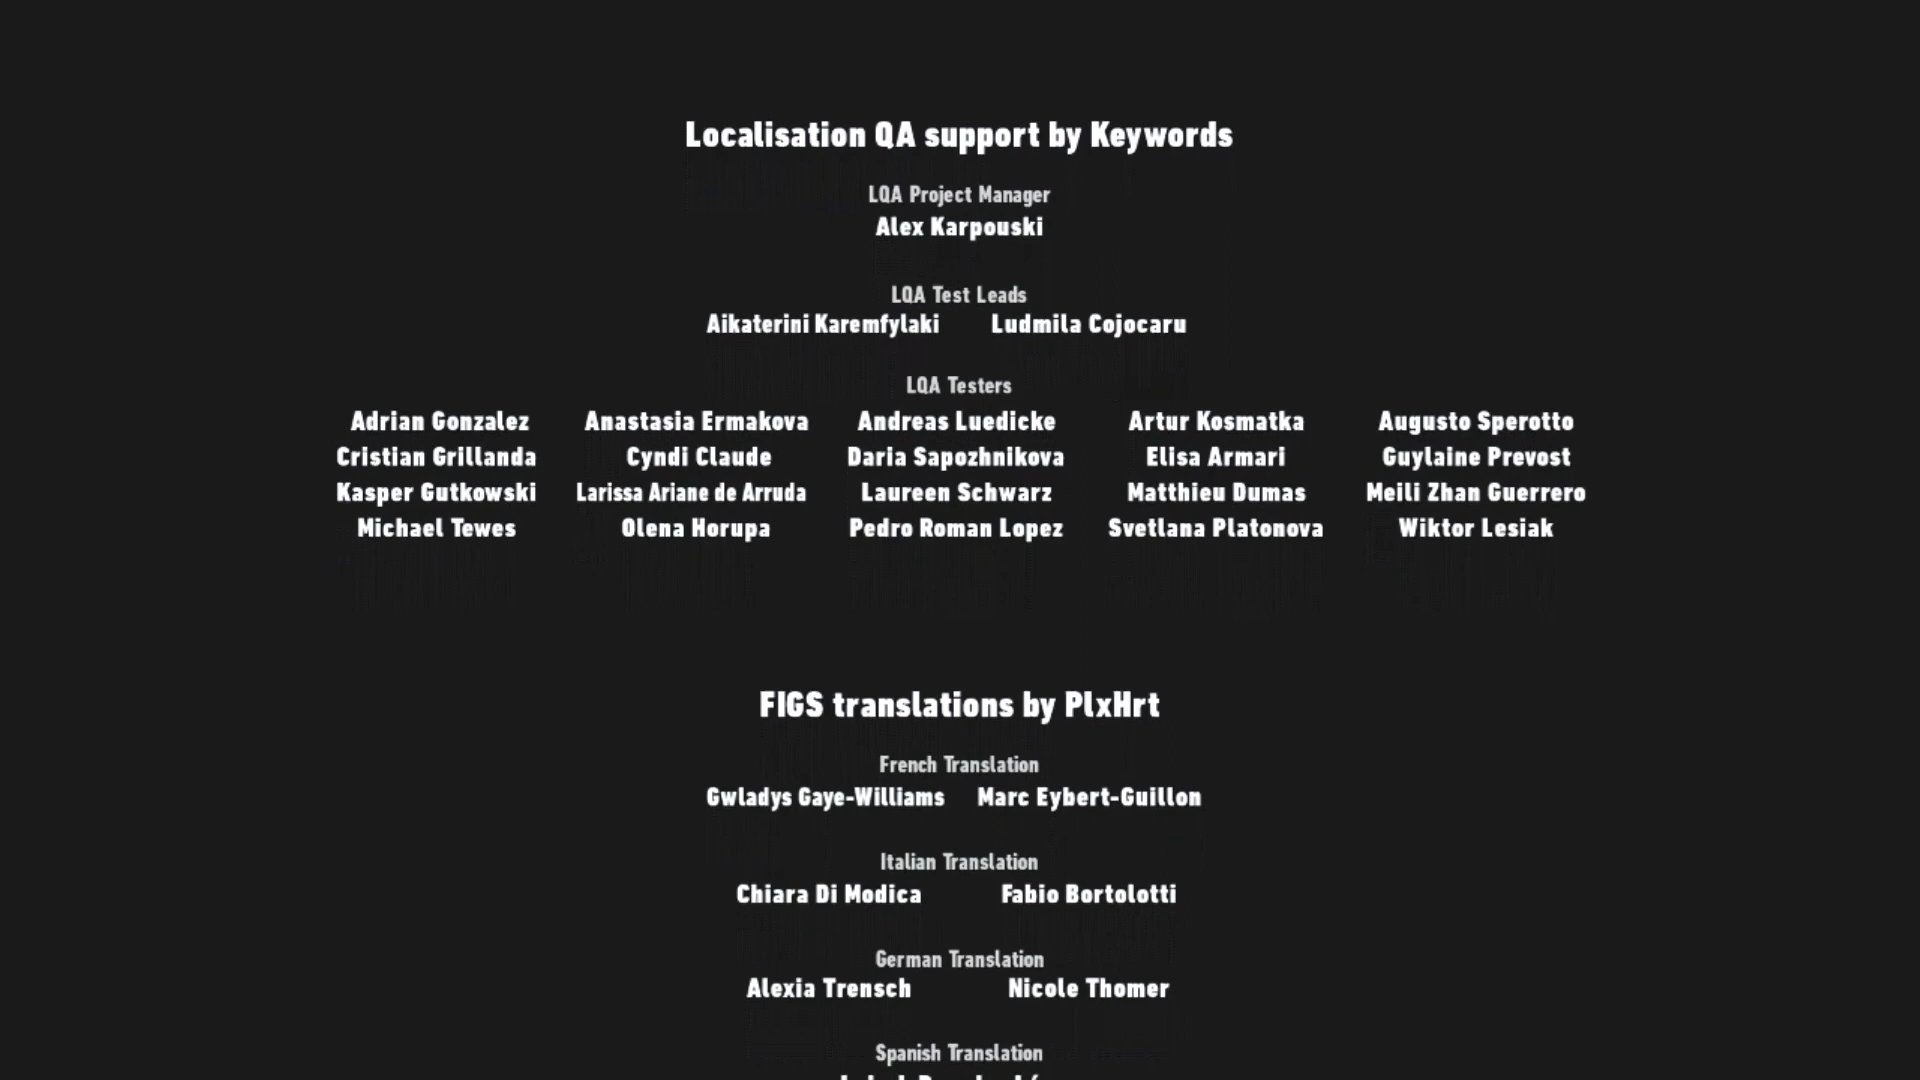 Localisation QA support by Keywords
LQA Project Manager
Alex Karpouski
LQA Test Leads
Aikaterini Karemfylaki Ludmila Cojocaru
LQA Testers
Adrian Gonzalez Anastasia Ermakova Andreas Luedicke Artur Kosmatka Augusto Sperotto
Cristian Grillanda Cyndi Claude Daria Sapozhnikova Elisa Armari Guylaine Prevost
Kasper Gutkowski Larissa Ariane de Arruda Laureen Schwarz Matthieu Dumas Meili Zhan Guerrero
Michael Tewes Olena Horupa Pedro Roman Lopez Svetlana Platonova Wiktor Lesiak
FIGS translations by PlxHrt
French Translation
Gwladys Gaye-Williams Marc Eybert-Guillon
Italian Translation
Chiara Di Modica Fabio Bortolotti
German Translation
Alexia Trensch Nicole Thomer
Spanish Translation